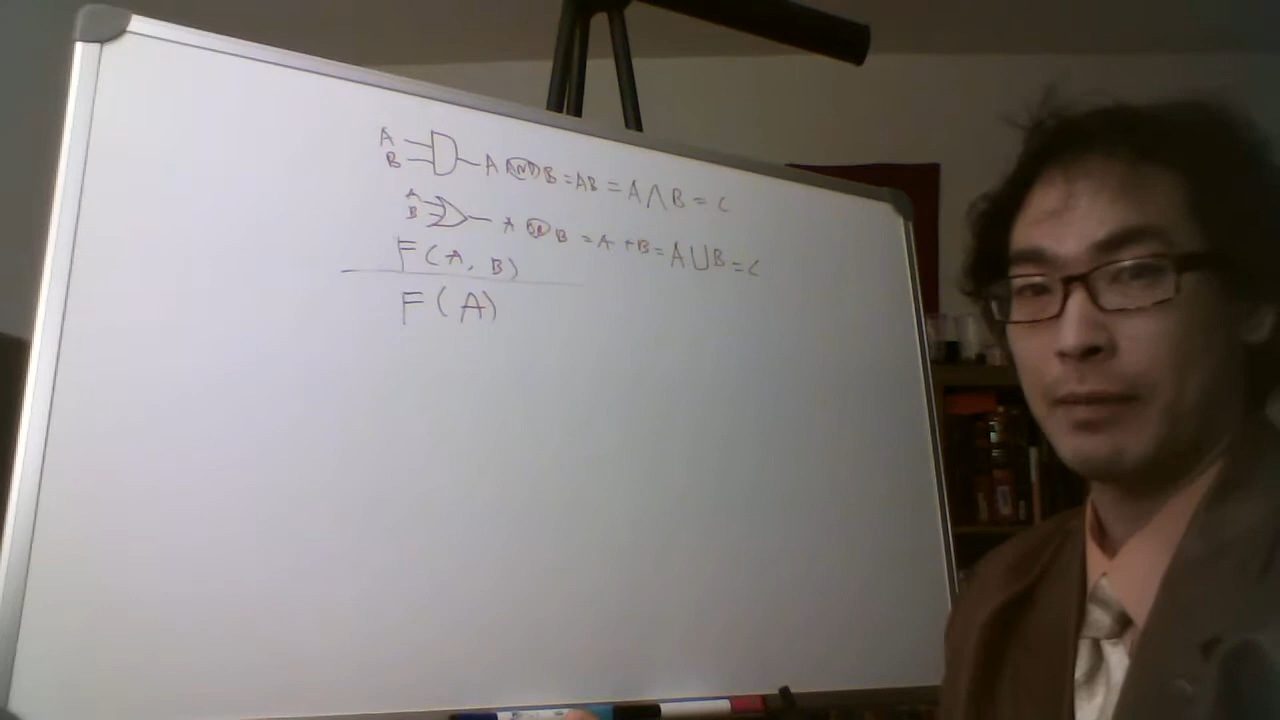 A
B
A AND B = AB = A ∧ B = C
A
B
A OR B = A + B = A ∪ B = C
F(A, B)
F(A)